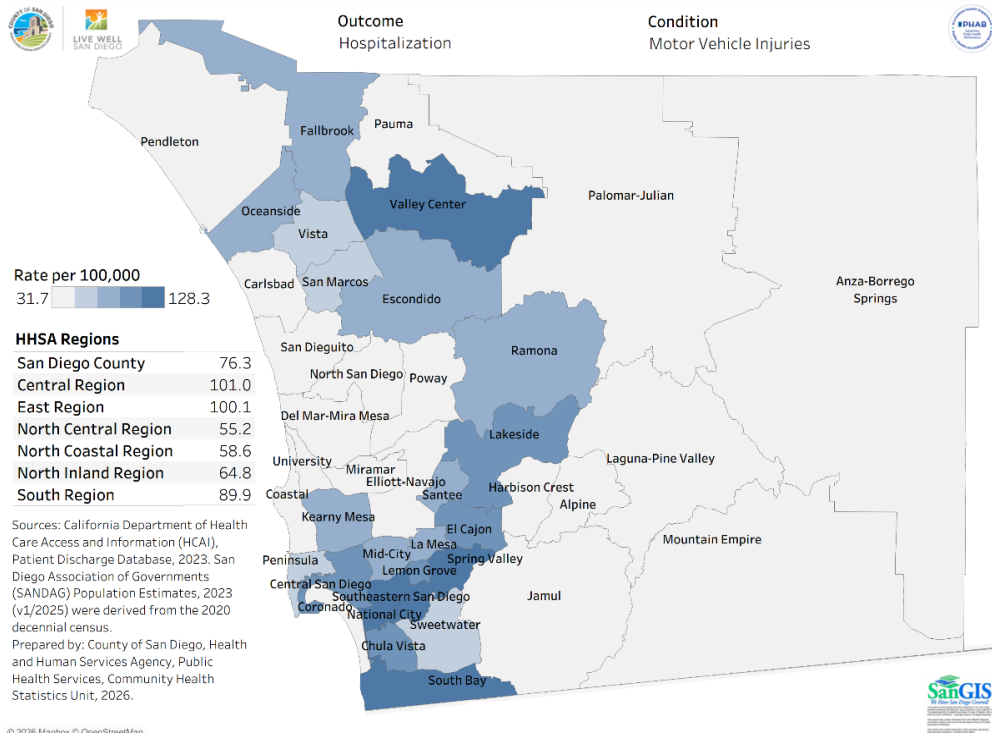 COUNTY OF SAN DIEGO
LIVE WELL
SAN DIEGO
Outcome
Hospitalization
Condition
Motor Vehicle Injuries
PHAB
Pendleton
Fallbrook
Pauma
Oceanside
Valley Center
Palomar-Julian
Vista
Carlsbad
San Marcos
Escondido
Anza-Borrego
Springs
Rate per 100,000
31.7
128.3
HHSA Regions
San Diego County 76.3
Central Region 101.0
East Region 100.1
North Central Region 55.2
North Coastal Region 58.6
North Inland Region 64.8
South Region 89.9
San Dieguito
North San Diego
Poway
Ramona
Del Mar-Mira Mesa
Lakeside
University
Miramar
Elliott-Navajo
Laguna-Pine Valley
Coastal
Santee
Harbison Crest
Alpine
Kearny Mesa
El Cajon
La Mesa
Mountain Empire
Peninsula
Mid-City
Spring Valley
Lemon Grove
Central San Diego
Southeastern San Diego
Jamul
Coronado
National City
Sweetwater
Chula Vista
South Bay
Sources: California Department of Health
Care Access and Information (HCAI),
Patient Discharge Database, 2023. San
Diego Association of Governments
(SANDAG) Population Estimates, 2023
(v1/2025) were derived from the 2020
decennial census.
Prepared by: County of San Diego, Health
and Human Services Agency, Public
Health Services, Community Health
Statistics Unit, 2026.
SanGIS
We Have San Diego Covered!
© 2026 Mapbox © OpenStreetMap